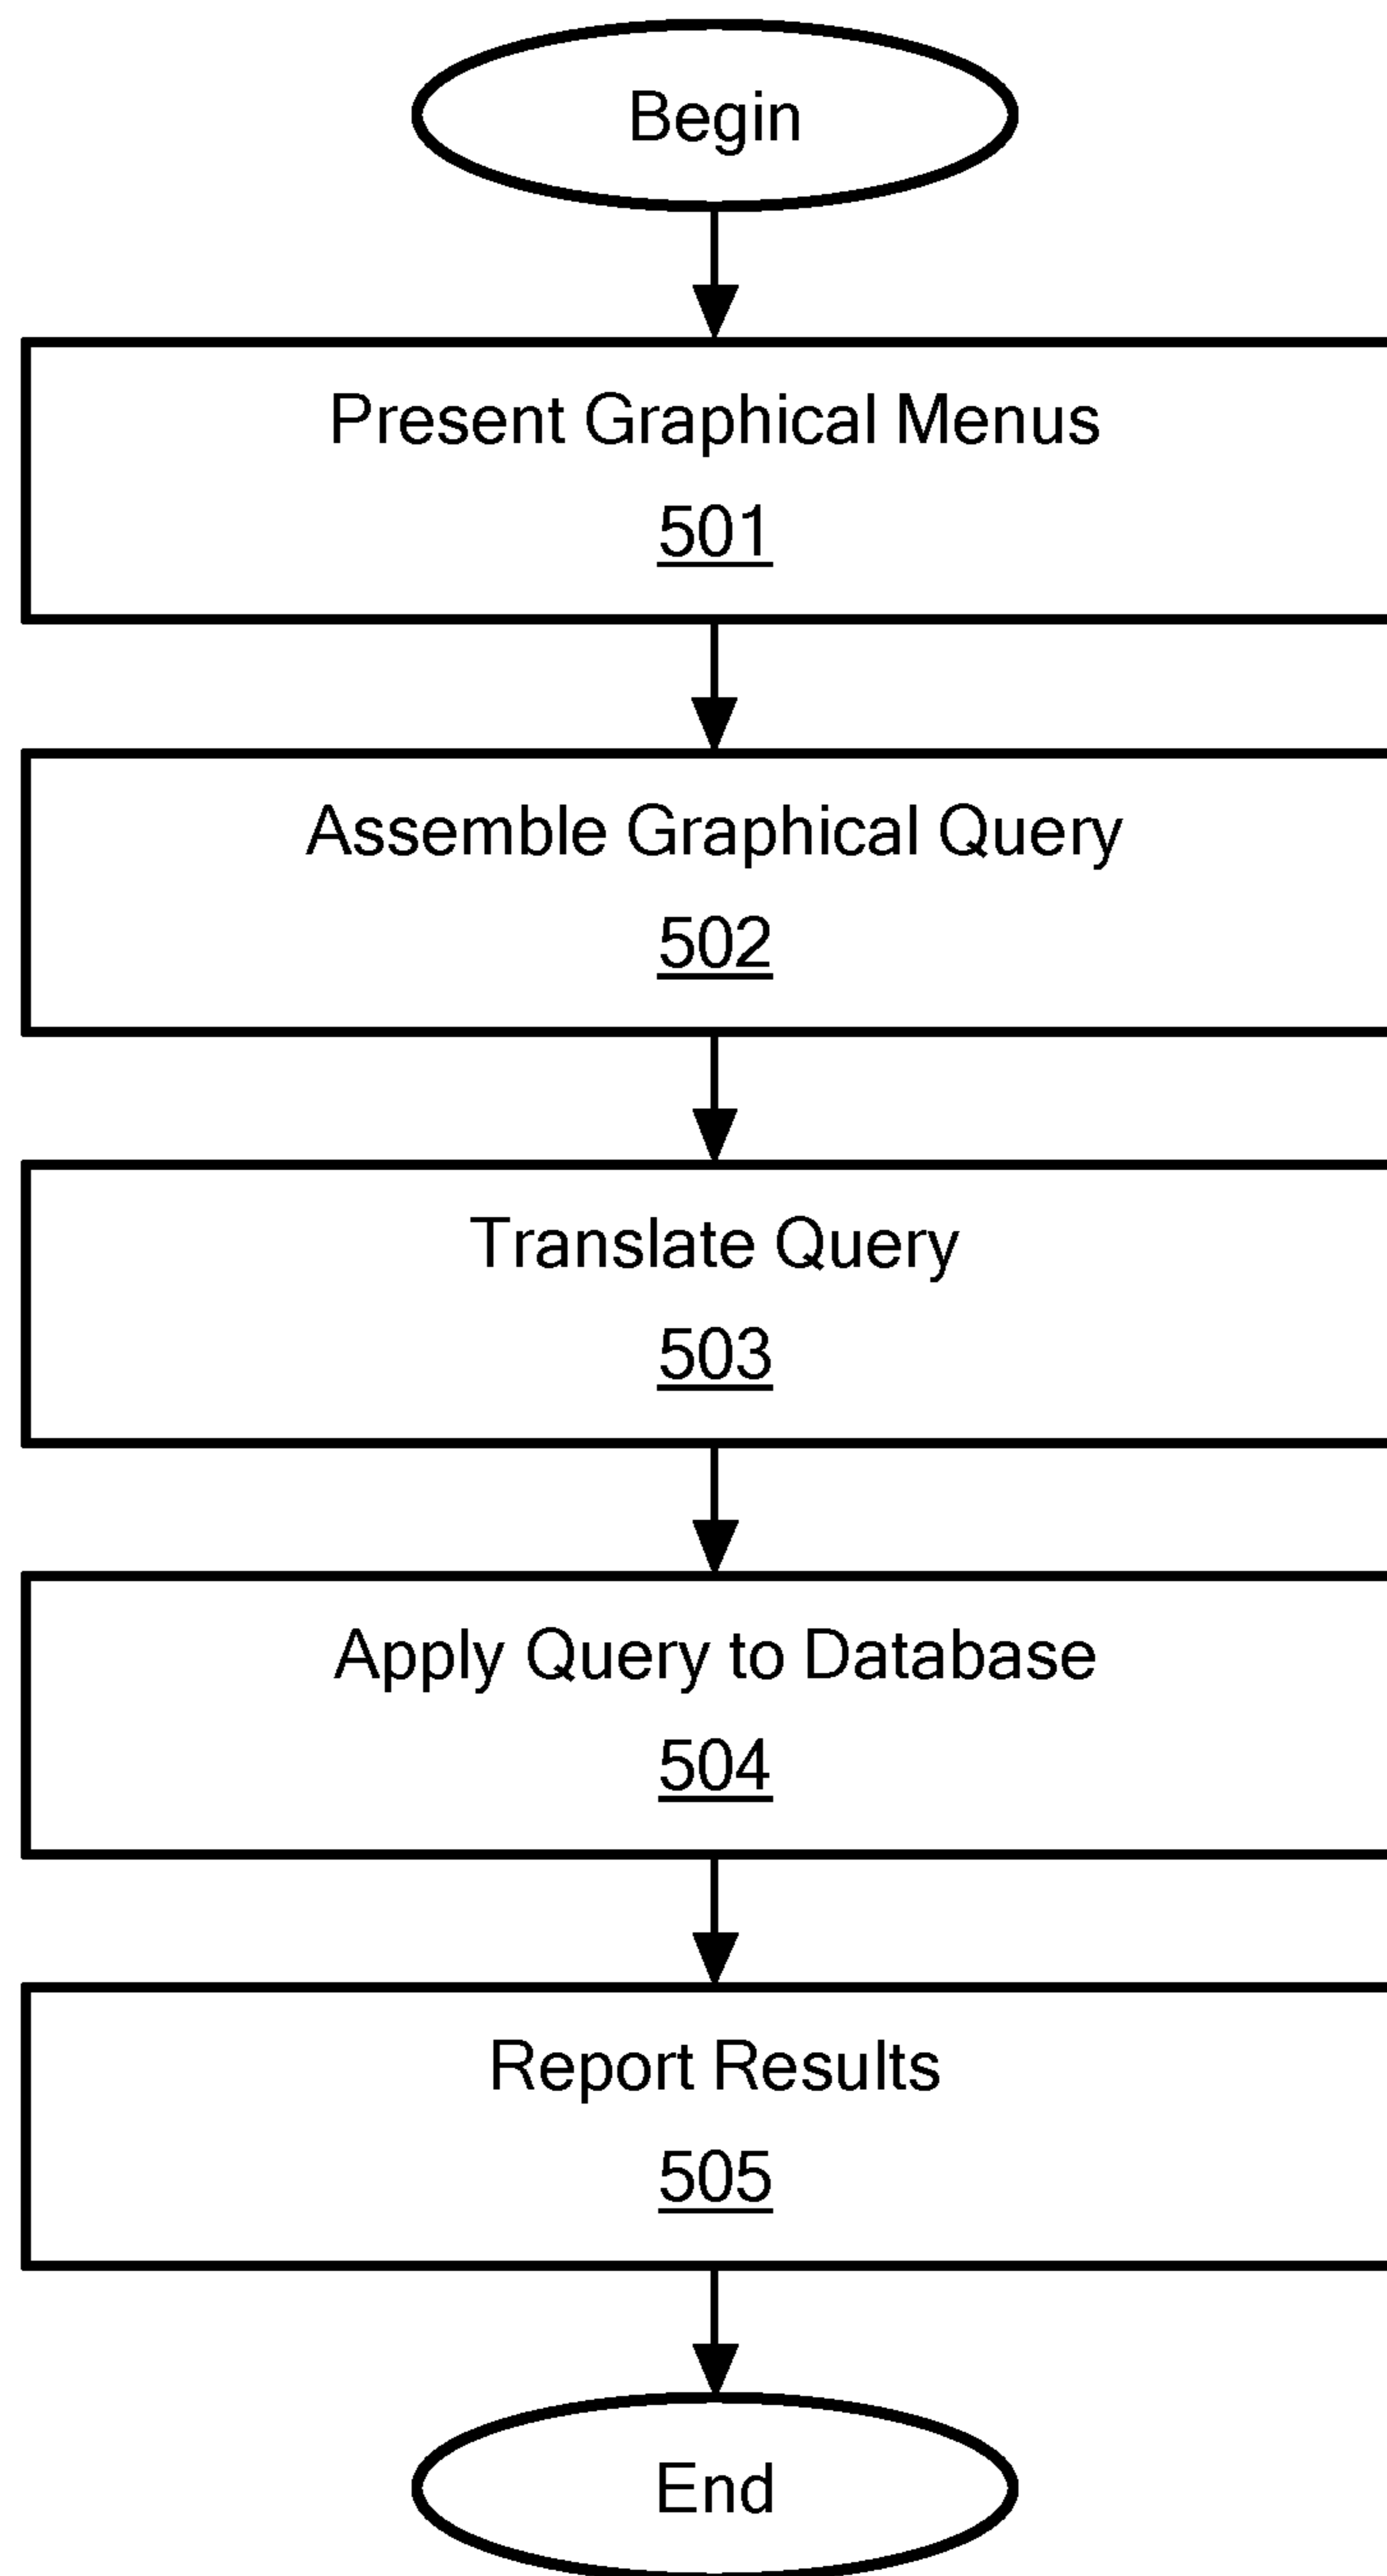 Begin
Present Graphical Menus
501
Assemble Graphical Query
502
Translate Query
503
Apply Query to Database
504
Report Results
505
End